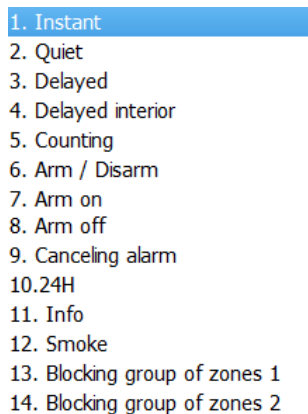 1. Instant
2. Quiet
3. Delayed
4. Delayed interior
5. Counting
6. Arm / Disarm
7. Arm on
8. Arm off
9. Canceling alarm
10.24H
11. Info
12. Smoke
13. Blocking group of zones 1
14. Blocking group of zones 2